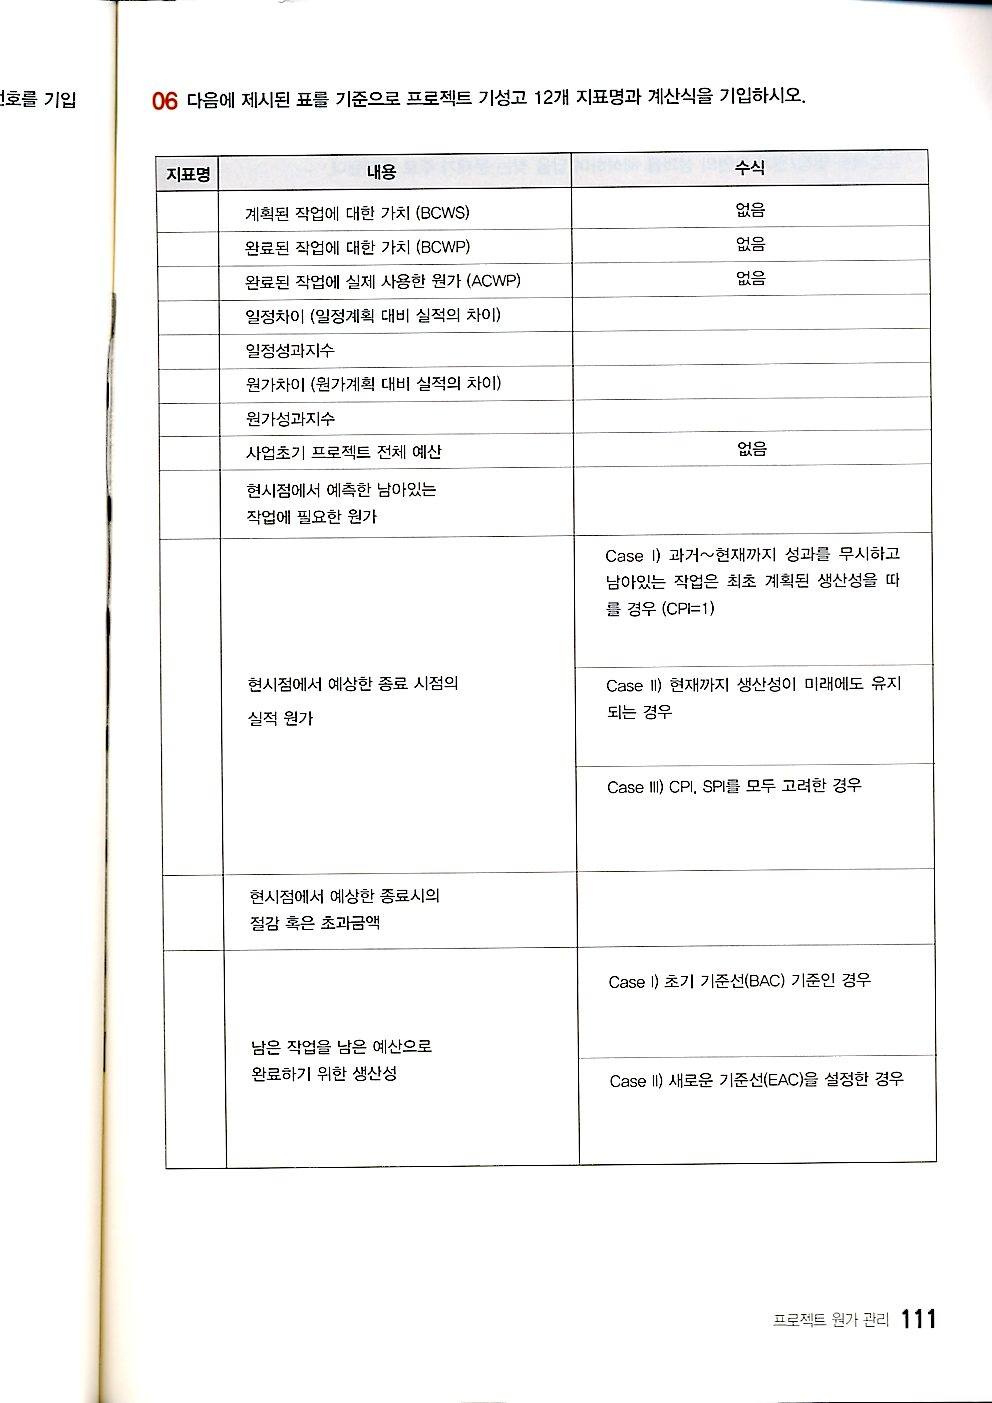 번호를 기입
06 다음에 제시된 표를 기준으로 프로젝트 기성고 12개 지표명과 계산식을 기입하시오.
지표명 내용 수식
계획된 작업에 대한 가치 (BCWS) 없음
완료된 작업에 대한 가치 (BCWP) 없음
완료된 작업에 실제 사용한 원가 (ACWP) 없음
일정차이 (일정계획 대비 실적의 차이)
일정성과지수
원가차이 (원가계획 대비 실적의 차이)
원가성과지수
사업초기 프로젝트 전체 예산 없음
현시점에서 예측한 남아있는
작업에 필요한 원가
현시점에서 예상한 종료 시점의
실적 원가
Case I) 과거~현재까지 성과를 무시하고
남아있는 작업은 최초 계획된 생산성을 따
를 경우 (CPI=1)
Case II) 현재까지 생산성이 미래에도 유지
되는 경우
Case III) CPI, SPI를 모두 고려한 경우
현시점에서 예상한 종료시의
절감 혹은 초과금액
남은 작업을 남은 예산으로
완료하기 위한 생산성
Case I) 초기 기준선(BAC) 기준인 경우
Case II) 새로운 기준선(EAC)을 설정한 경우
프로젝트 원가 관리 111